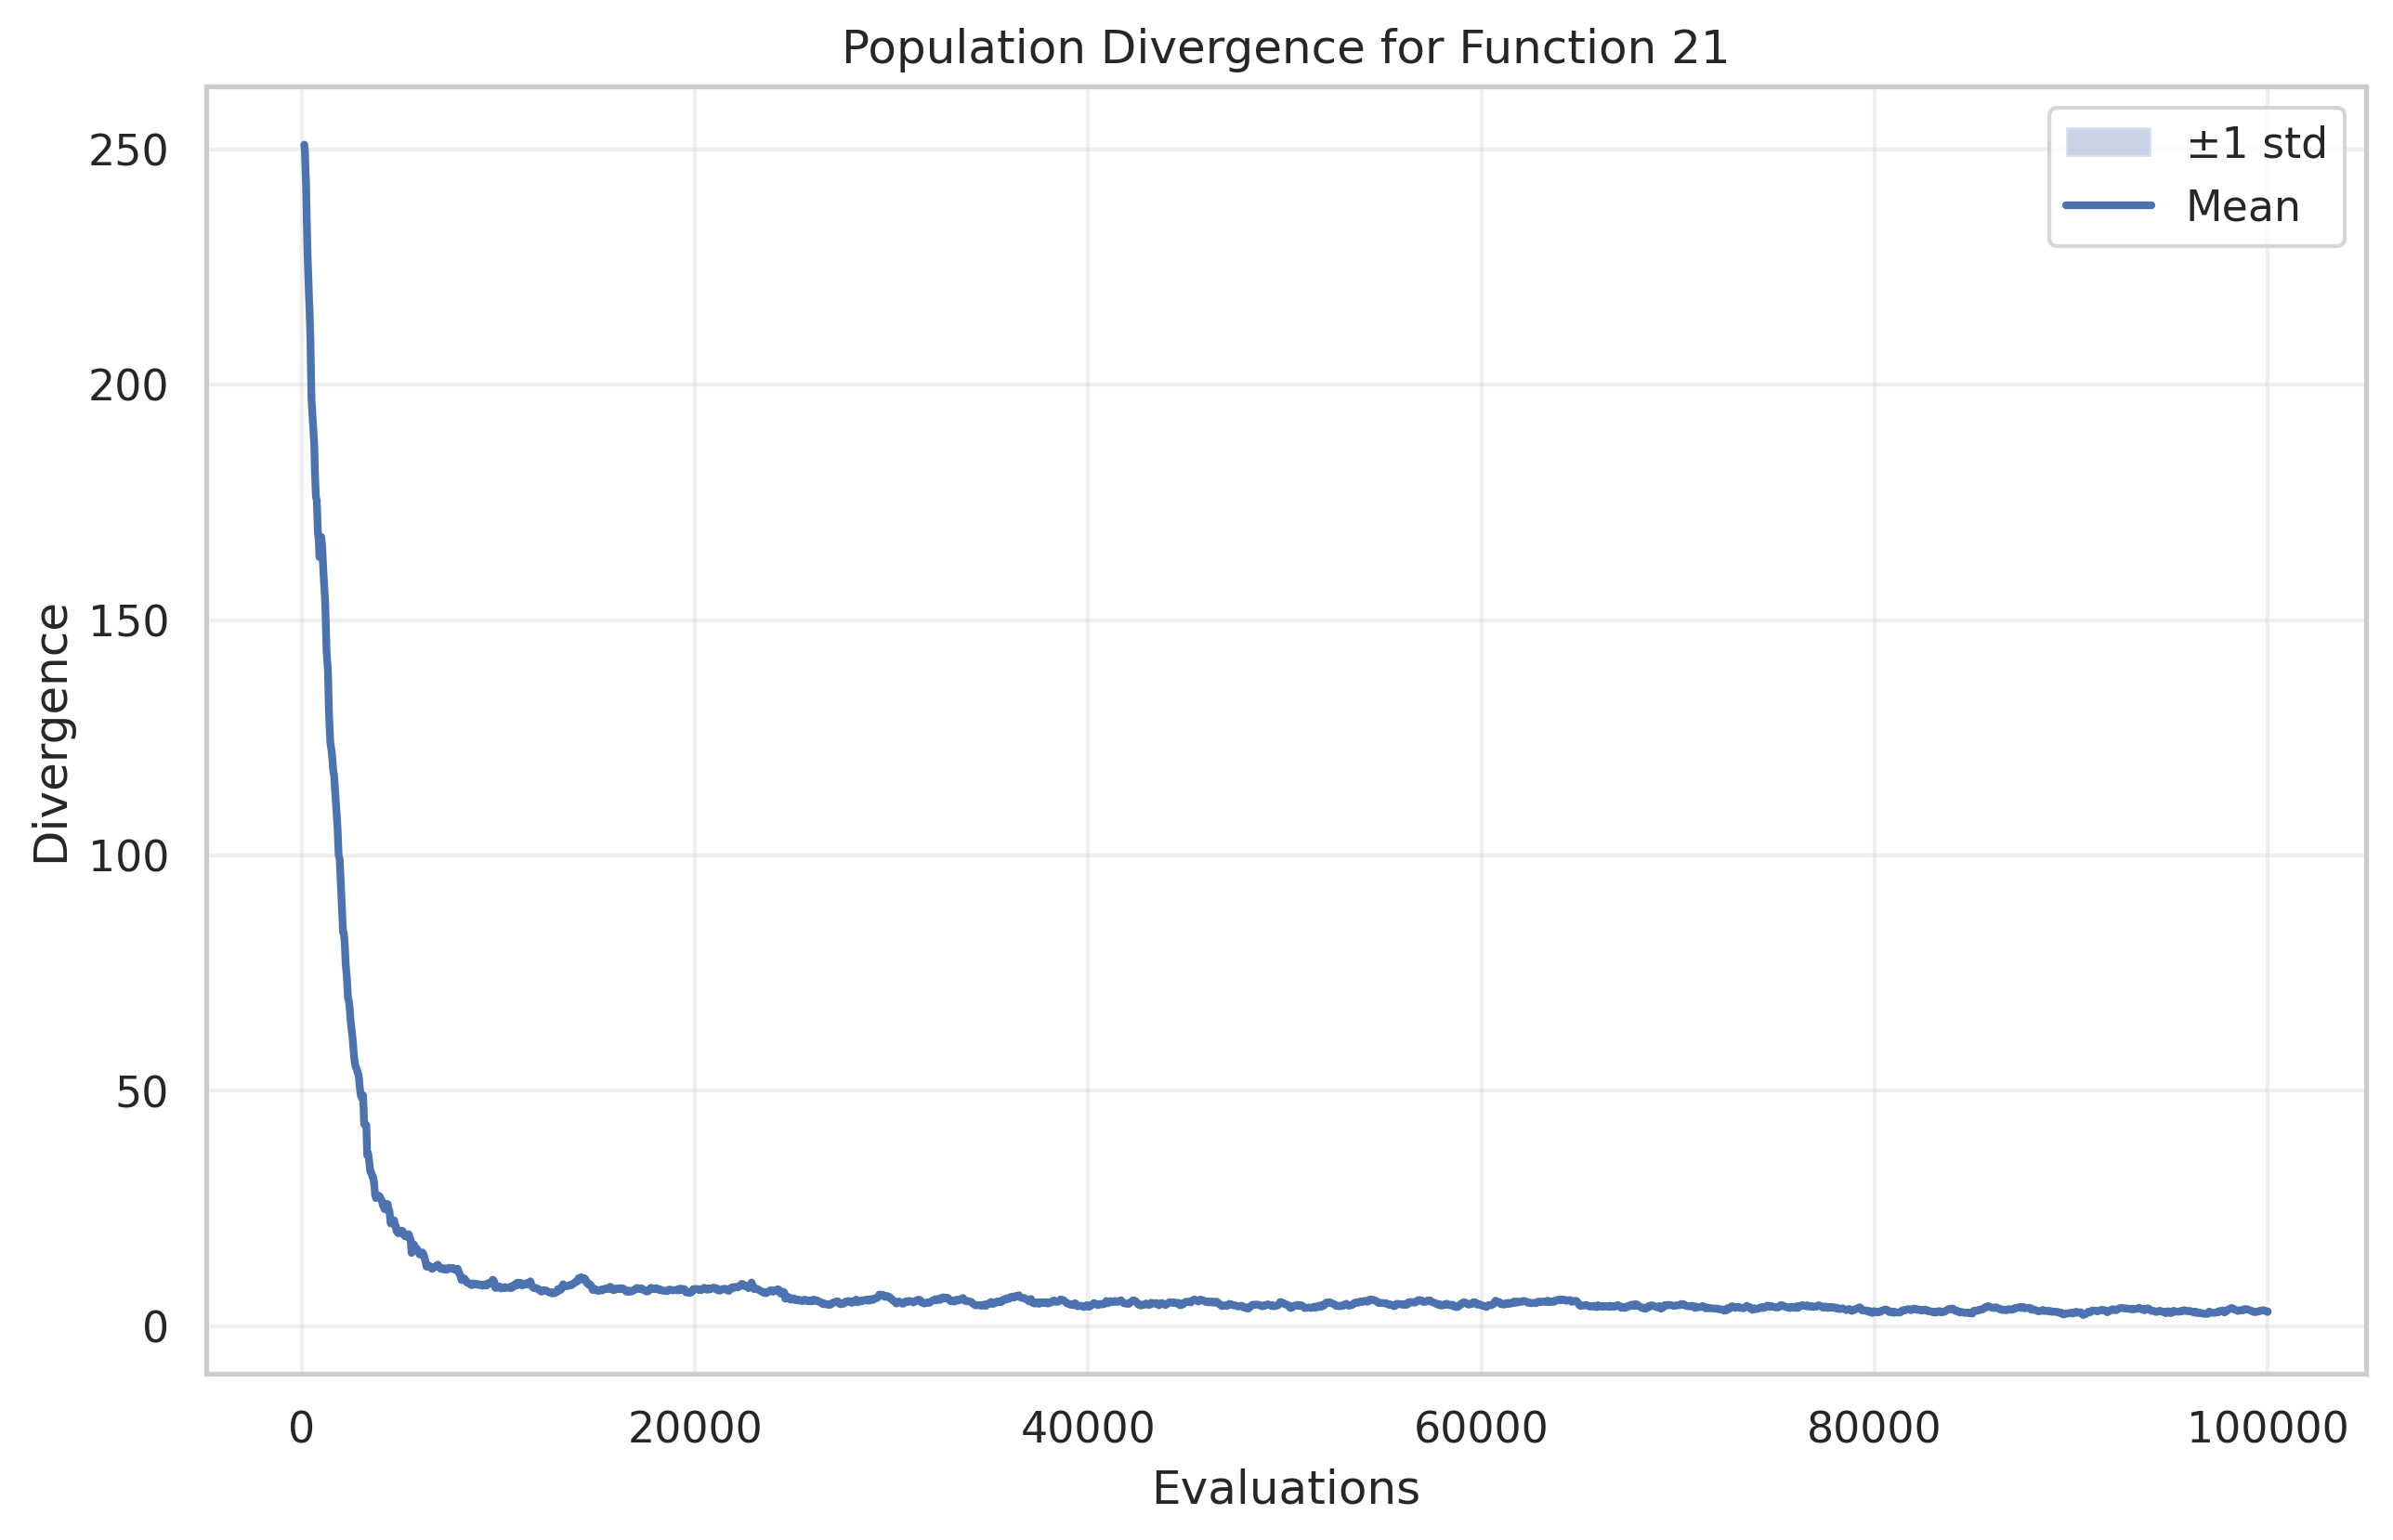 Population Divergence for Function 21
±1 std
Mean
Divergence
250
200
150
100
50
0
0 20000 40000 60000 80000 100000
Evaluations